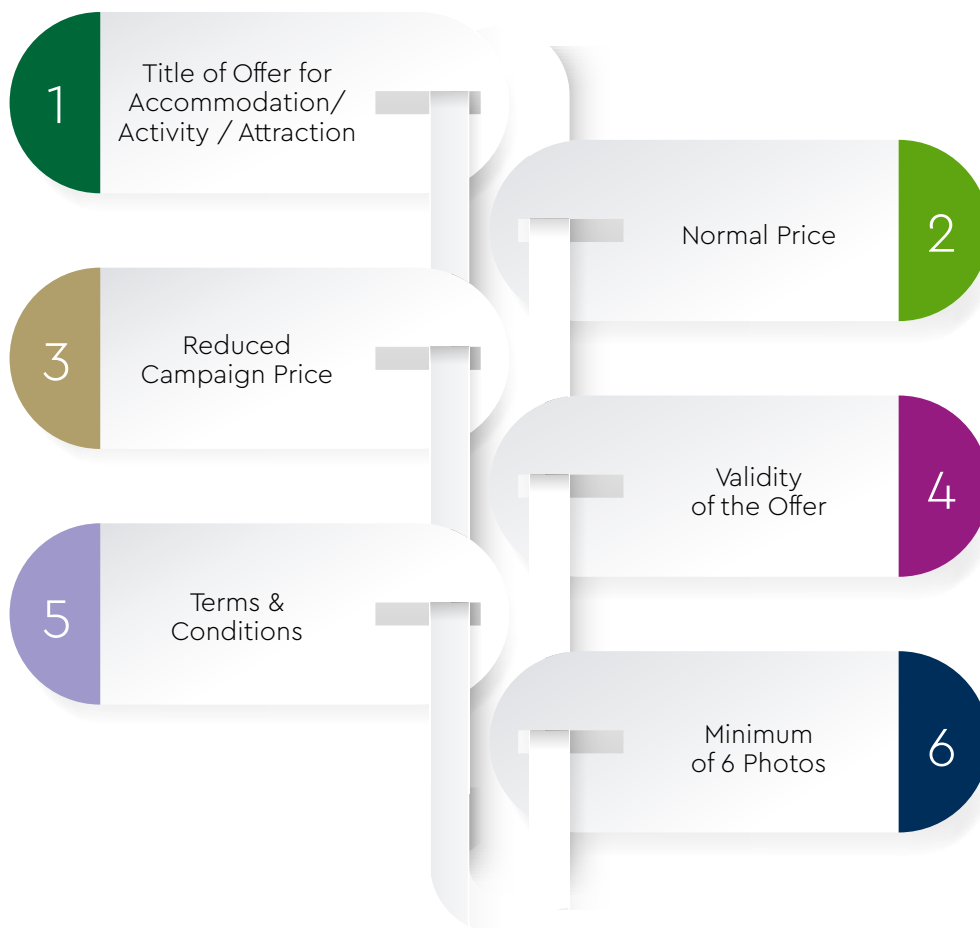 1
Title of Offer for
Accommodation/
Activity / Attraction
Normal Price
2
3
Reduced
Campaign Price
Validity
of the Offer
4
5
Terms &
Conditions
Minimum
of 6 Photos
6